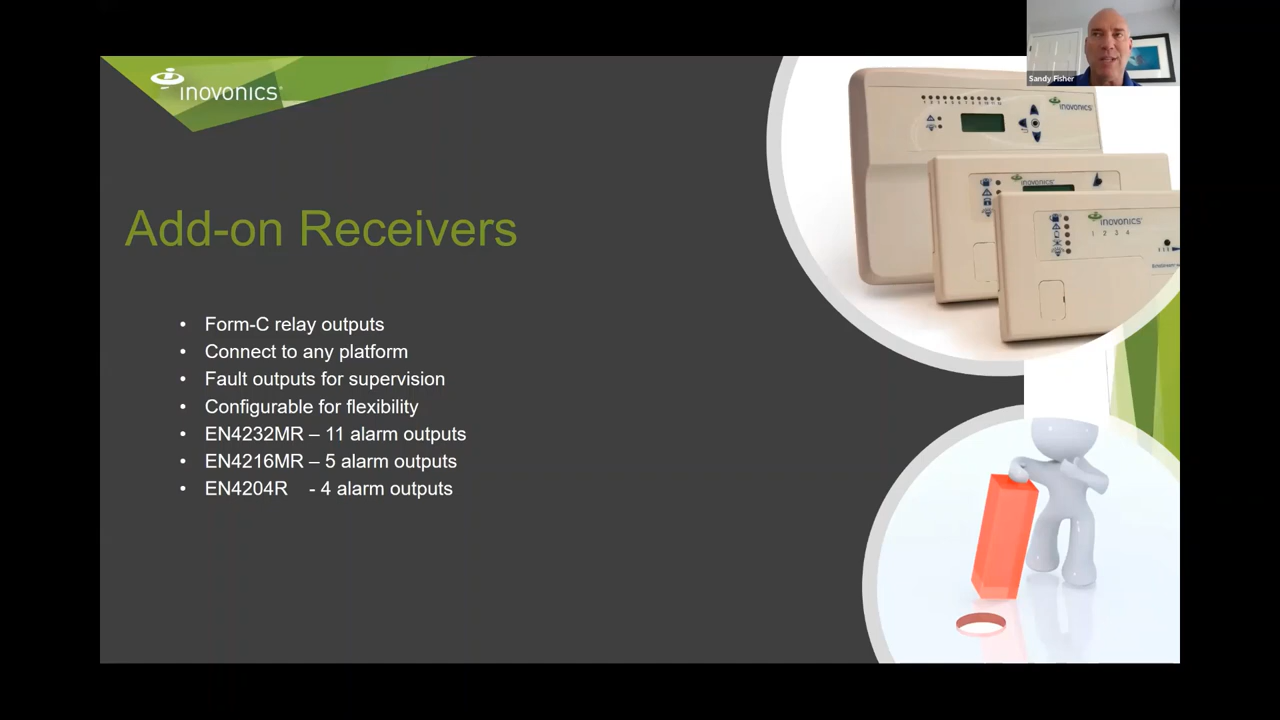 inovonics
Sandy Fisher
Add-on Receivers
• Form-C relay outputs
• Connect to any platform
• Fault outputs for supervision
• Configurable for flexibility
• EN4232MR – 11 alarm outputs
• EN4216MR – 5 alarm outputs
• EN4204R - 4 alarm outputs
inovonics
inovonics
inovonics
1 2 3 4